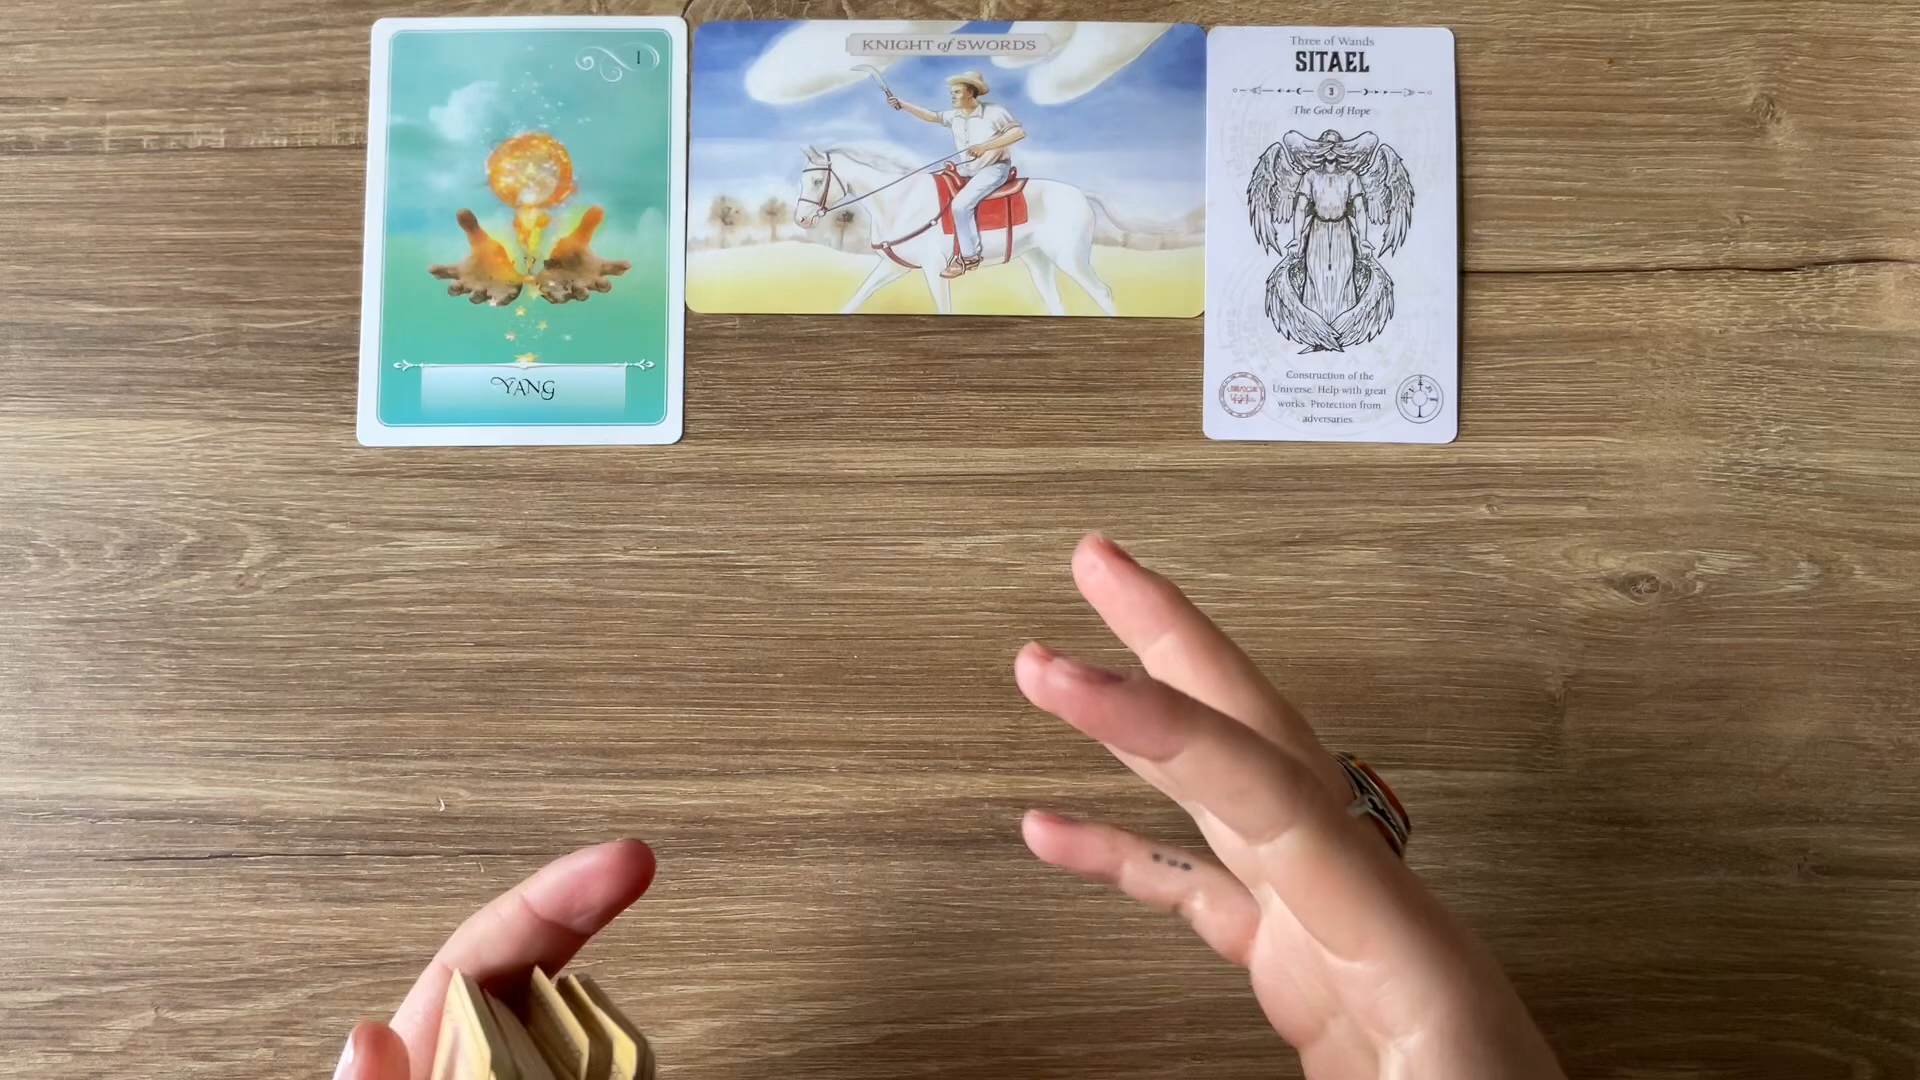 I
YANG
KNIGHT of SWORDS
Three of Wands
SITAEL
3
The God of Hope
Construction of the
Universe. Help with great
works. Protection from
adversaries.